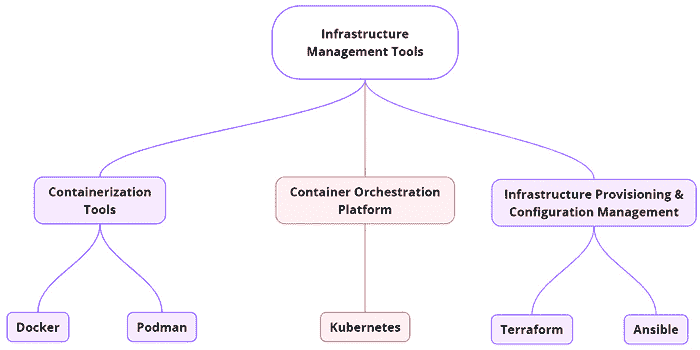 Infrastructure
Management Tools
Containerization
Tools
Container Orchestration
Platform
Infrastructure Provisioning &
Configuration Management
Docker
Podman
Kubernetes
Terraform
Ansible